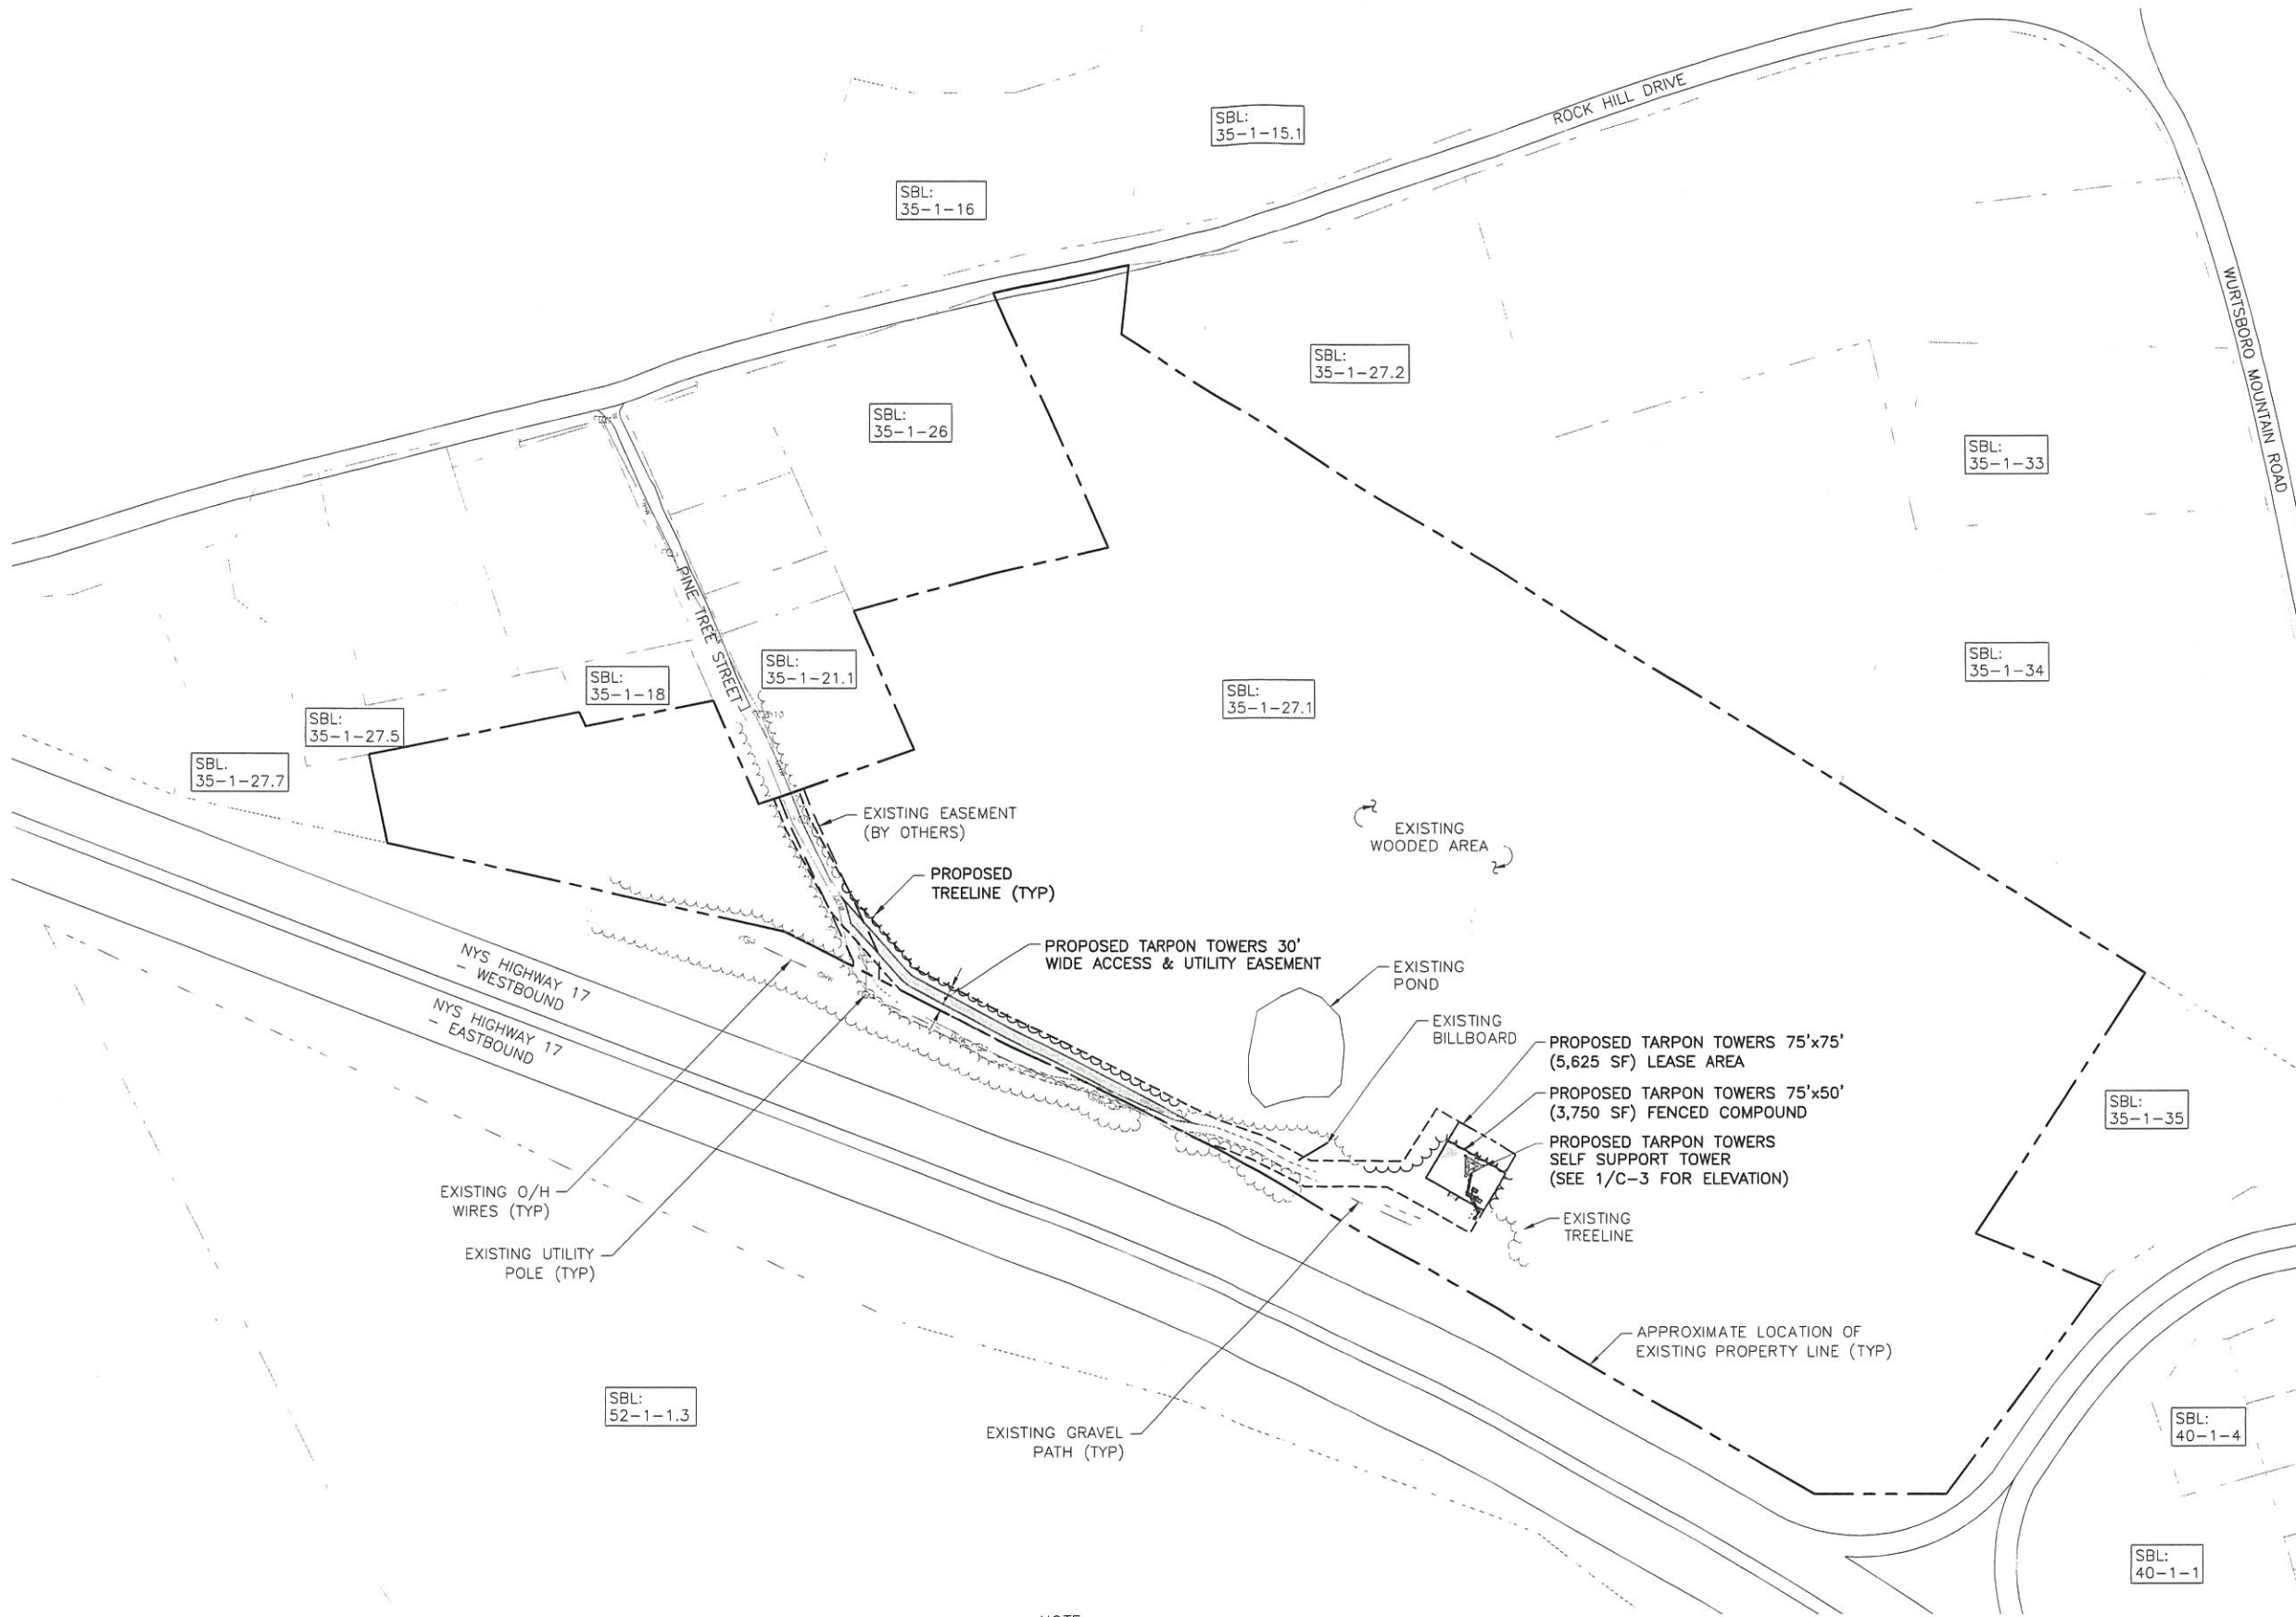 ROCK HILL DRIVE
SBL:
35-1-15.1
SBL:
35-1-16
WURTSBORO MOUNTAIN ROAD
SBL:
35-1-27.2
SBL:
35-1-26
SBL:
35-1-33
PINE TREE STREET
SBL:
35-1-21.1
SBL:
35-1-18
SBL:
35-1-34
SBL:
35-1-27.1
SBL:
35-1-27.5
SBL.
35-1-27.7
EXISTING EASEMENT
(BY OTHERS)
EXISTING
WOODED AREA
PROPOSED
TREELINE (TYP)
PROPOSED TARPON TOWERS 30'
WIDE ACCESS & UTILITY EASEMENT
NYS HIGHWAY 17
- WESTBOUND
NYS HIGHWAY 17
- EASTBOUND
EXISTING
POND
EXISTING
BILLBOARD
PROPOSED TARPON TOWERS 75'x75'
(5,625 SF) LEASE AREA
PROPOSED TARPON TOWERS 75'x50'
(3,750 SF) FENCED COMPOUND
PROPOSED TARPON TOWERS
SELF SUPPORT TOWER
(SEE 1/C-3 FOR ELEVATION)
SBL:
35-1-35
EXISTING O/H
WIRES (TYP)
EXISTING
TREELINE
EXISTING UTILITY
POLE (TYP)
APPROXIMATE LOCATION OF
EXISTING PROPERTY LINE (TYP)
SBL:
52-1-1.3
EXISTING GRAVEL
PATH (TYP)
SBL:
40-1-4
SBL:
40-1-1